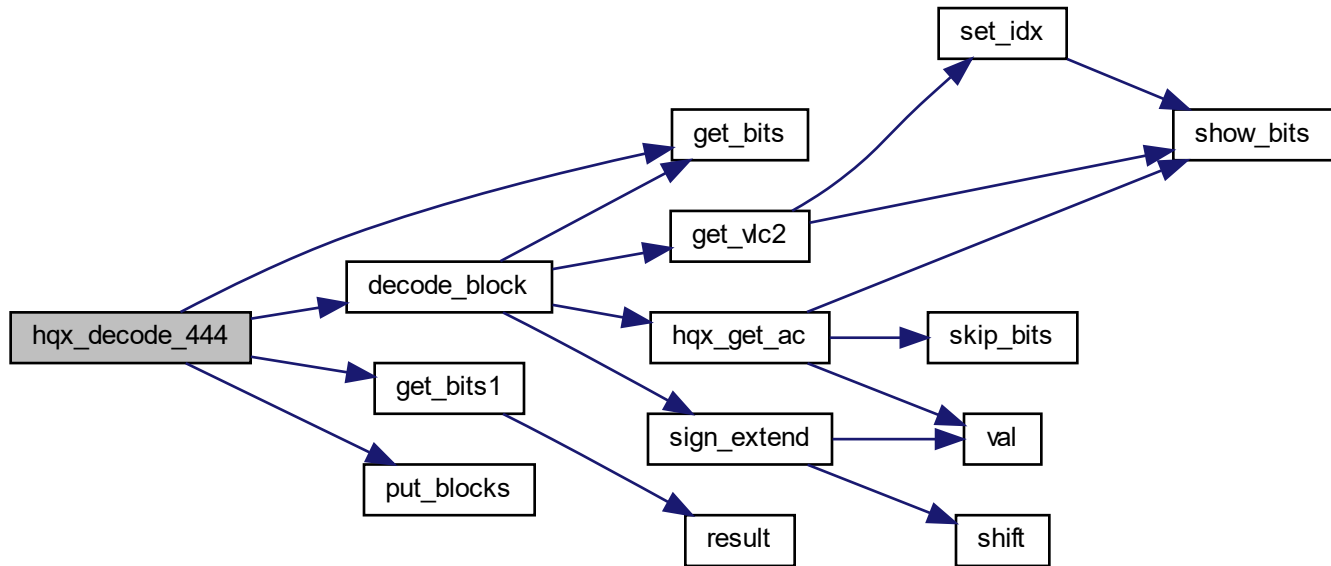 set_idx
get_bits
show_bits
get_vlc2
decode_block
hqx_decode_444
hqx_get_ac
skip_bits
get_bits1
sign_extend
val
put_blocks
result
shift